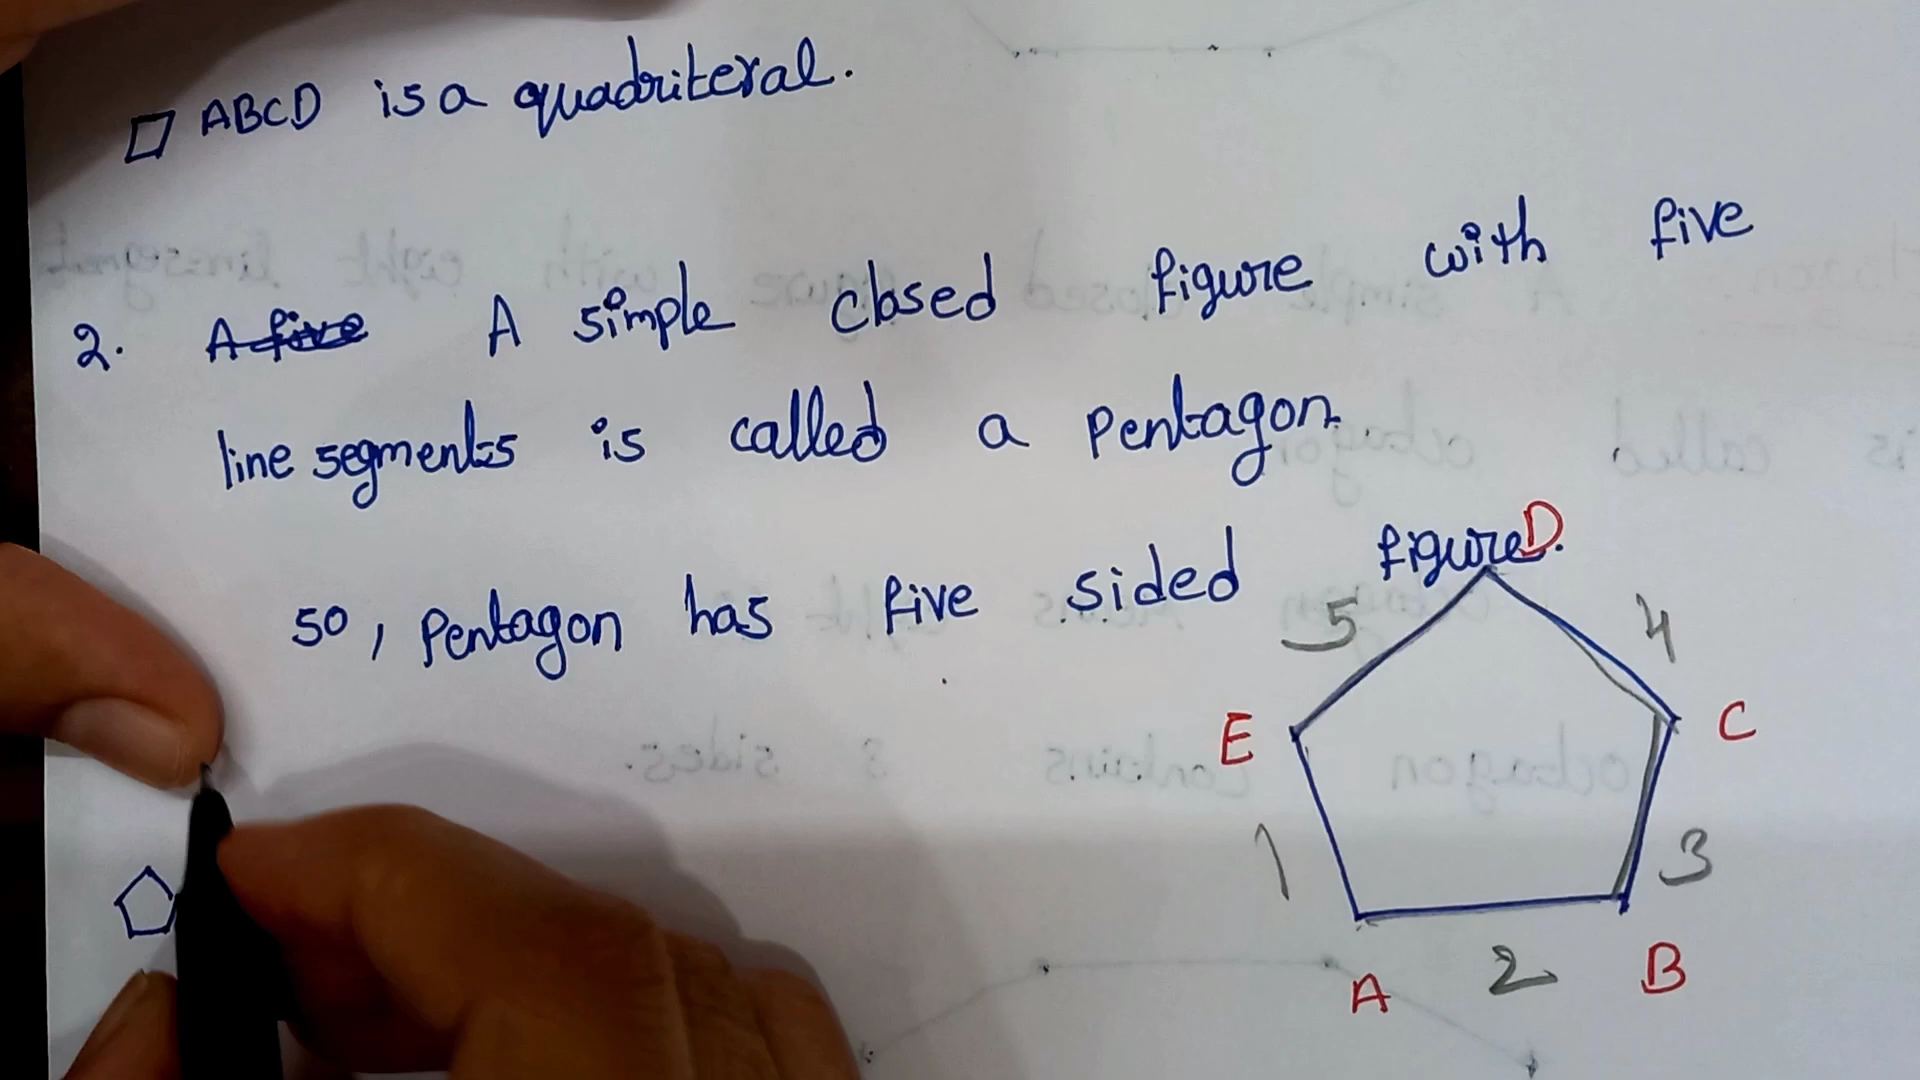 ABCD is a quadriteral.
2. A five A simple closed figure with five
line segments is called a pentagon.
so, pentagon has five sided figure.
D
5 4
E C
1 3
2
A B